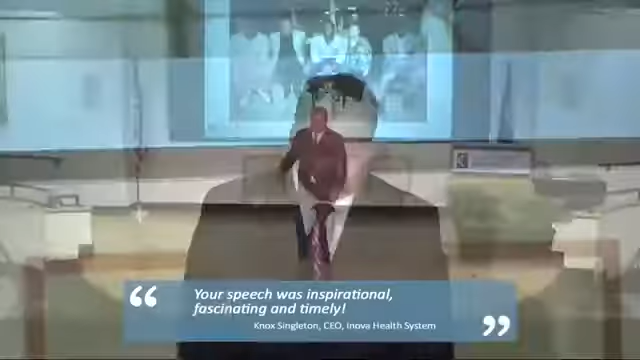 “
Your speech was inspirational,
fascinating and timely!
Knox Singleton, CEO, Inova Health System
”